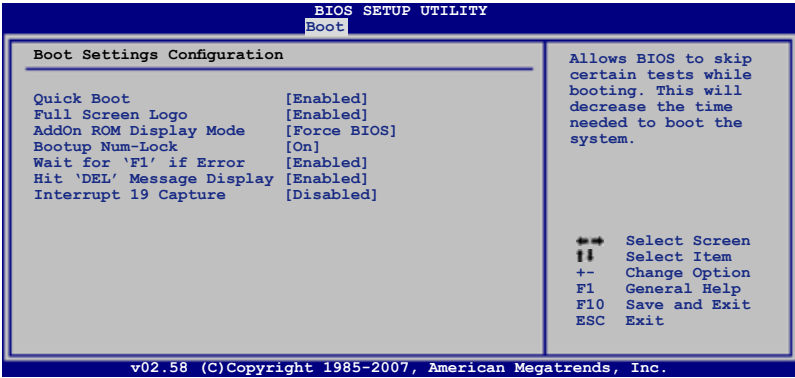 BIOS SETUP UTILITY
Boot
Boot Settings Configuration
Quick Boot [Enabled]
Full Screen Logo [Enabled]
AddOn ROM Display Mode [Force BIOS]
Bootup Num-Lock [On]
Wait for ‘F1’ if Error [Enabled]
Hit ‘DEL’ Message Display [Enabled]
Interrupt 19 Capture [Disabled]
Allows BIOS to skip
certain tests while
booting. This will
decrease the time
needed to boot the
system.
←→ Select Screen
↑↓ Select Item
+- Change Option
F1 General Help
F10 Save and Exit
ESC Exit
v02.58 (C)Copyright 1985-2007, American Megatrends, Inc.